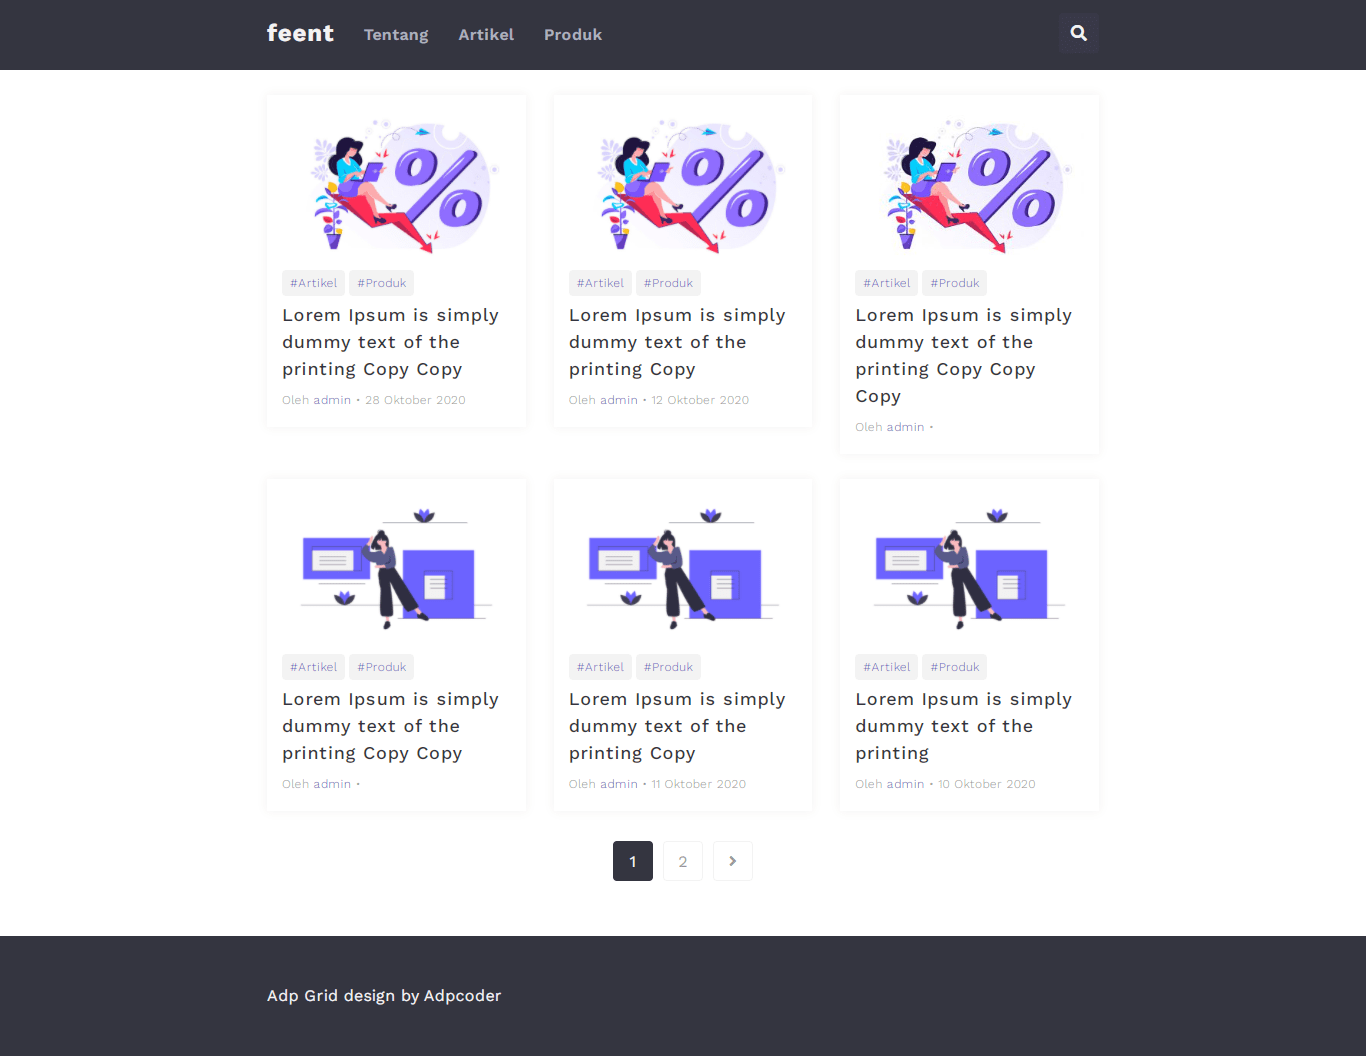 feent Tentang Artikel Produk
#Artikel #Produk
Lorem Ipsum is simply
dummy text of the
printing Copy Copy
Oleh admin • 28 Oktober 2020
#Artikel #Produk
Lorem Ipsum is simply
dummy text of the
printing Copy
Oleh admin • 12 Oktober 2020
#Artikel #Produk
Lorem Ipsum is simply
dummy text of the
printing Copy Copy
Copy
Oleh admin •
#Artikel #Produk
Lorem Ipsum is simply
dummy text of the
printing Copy Copy
Oleh admin •
#Artikel #Produk
Lorem Ipsum is simply
dummy text of the
printing Copy
Oleh admin • 11 Oktober 2020
#Artikel #Produk
Lorem Ipsum is simply
dummy text of the
printing
Oleh admin • 10 Oktober 2020
1 2
Adp Grid design by Adpcoder